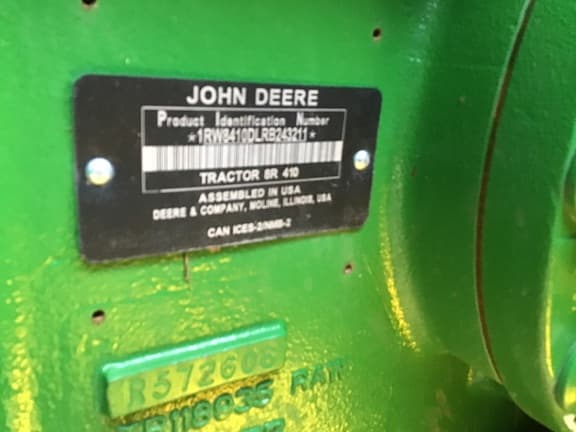 JOHN DEERE
Product Identification Number
*1RW8410DLRB243211*
TRACTOR 8R 410
ASSEMBLED IN USA
DEERE & COMPANY, MOLINE, ILLINOIS, USA
CAN ICES-2/NMB-2
R572606